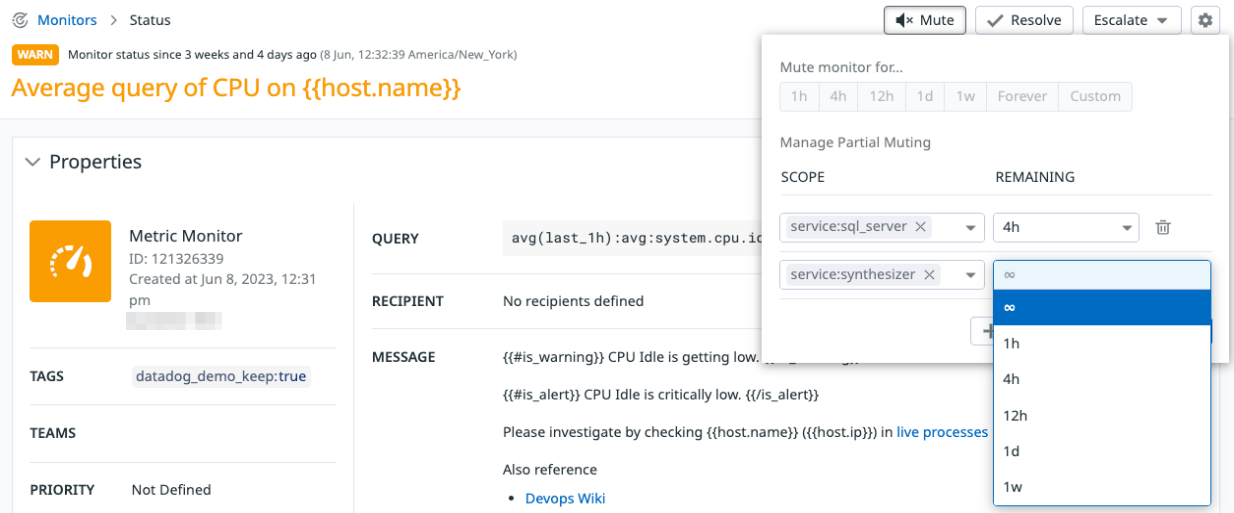 Monitors > Status
Mute
Resolve
Escalate
WARN Monitor status since 3 weeks and 4 days ago (8 Jun, 12:32:39 America/New_York)
Average query of CPU on {{host.name}}
Mute monitor for...
1h 4h 12h 1d 1w Forever Custom
Manage Partial Muting
SCOPE REMAINING
service:sql_server × 4h
service:synthesizer × ∞
∞
1h
4h
12h
1d
1w
Properties
Metric Monitor
ID: 121326339
Created at Jun 8, 2023, 12:31
pm
TAGS datadog_demo_keep:true
TEAMS
PRIORITY Not Defined
QUERY avg(last_1h):avg:system.cpu.i
RECIPIENT No recipients defined
MESSAGE {{#is_warning}} CPU Idle is getting low.
{{#is_alert}} CPU Idle is critically low. {{/is_alert}}
Please investigate by checking {{host.name}} ({{host.ip}}) in live processes
Also reference
• Devops Wiki